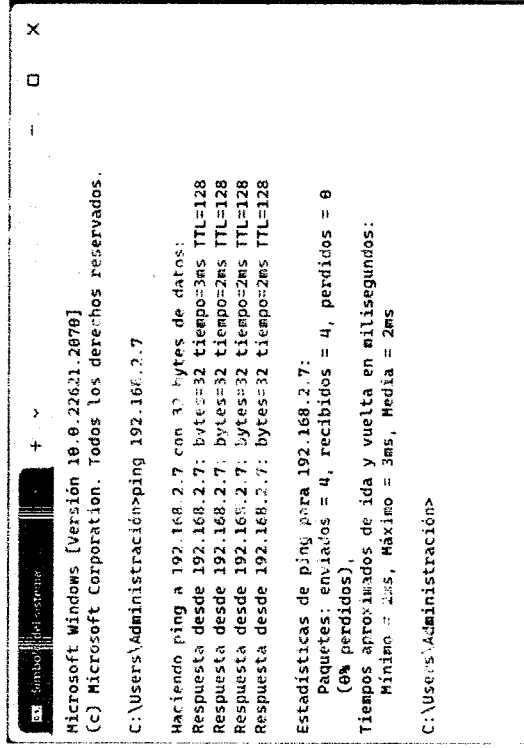 Símbolo del sistema
Microsoft Windows [Versión 10.0.22621.2070]
(c) Microsoft Corporation. Todos los derechos reservados.
C:\Users\Administración>ping 192.168.2.7
Haciendo ping a 192.168.2.7 con 32 bytes de datos:
Respuesta desde 192.168.2.7: bytes=32 tiempo=3ms TTL=128
Respuesta desde 192.168.2.7: bytes=32 tiempo=2ms TTL=128
Respuesta desde 192.168.2.7: bytes=32 tiempo=2ms TTL=128
Respuesta desde 192.168.2.7: bytes=32 tiempo=2ms TTL=128
Estadísticas de ping para 192.168.2.7:
Paquetes: enviados = 4, recibidos = 4, perdidos = 0
(0% perdidos),
Tiempos aproximados de ida y vuelta en milisegundos:
Mínimo = 2ms, Máximo = 3ms, Media = 2ms
C:\Users\Administración>